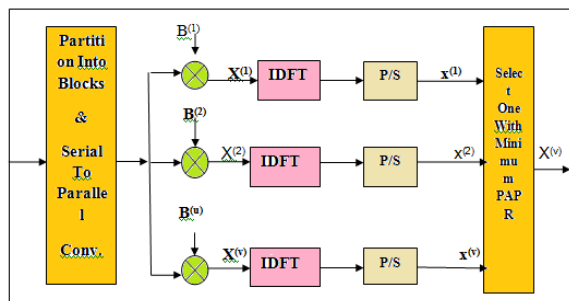 Partiti
on Into
Blocks
&
Serial
To
Paralle
l
Conv.
B(1)
X(1)
IDFT
P/S
x(1)
B(2)
X(2)
IDFT
P/S
x(2)
B(u)
X(v)
IDFT
P/S
x(v)
Selec
t
One
With
Mini
mu
m
PAP
R
X(v)